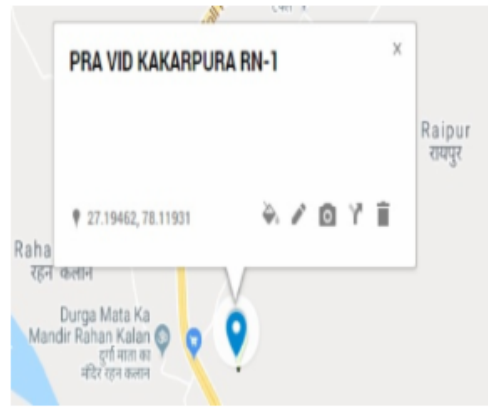 PRA VID KAKARPURA RN-1
x
Raipur
रायपुर
27.19462, 78.11931
Raha
रहन कलान
Durga Mata Ka
Mandir Rahan Kalan
दुर्गा माता का
मंदिर रहन कलान